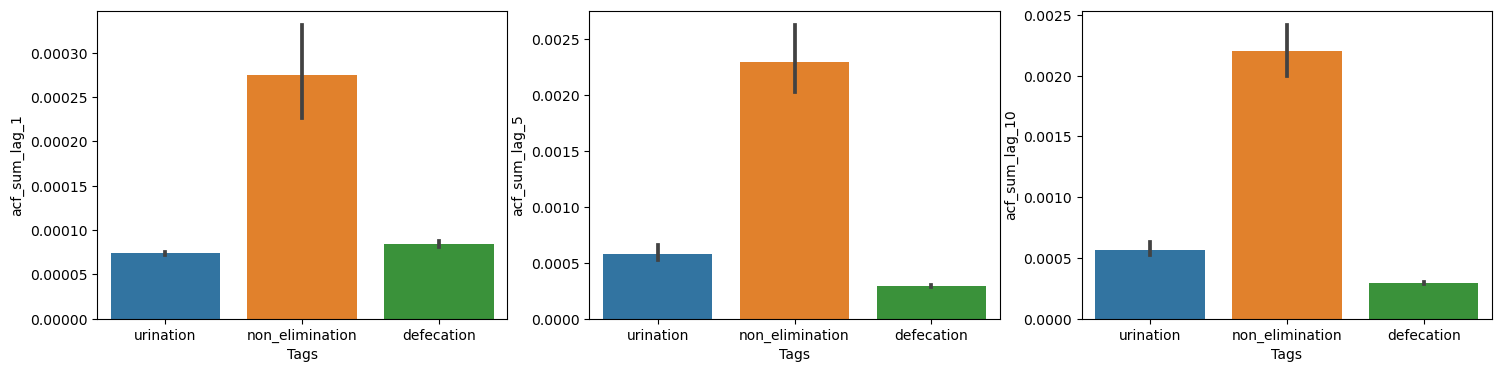 acf_sum_lag_1
0.00030
0.00025
0.00020
0.00015
0.00010
0.00005
0.00000
urination non_elimination defecation
Tags
acf_sum_lag_5
0.0025
0.0020
0.0015
0.0010
0.0005
0.0000
urination non_elimination defecation
Tags
acf_sum_lag_10
0.0025
0.0020
0.0015
0.0010
0.0005
0.0000
urination non_elimination defecation
Tags